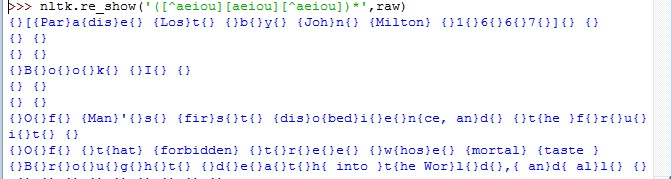 >>> nltk.re_show('([^aeiou][aeiou][^aeiou])*',raw)
{}[{Par}a{dis}e{} {Los}t{} {}b{}y{} {Joh}n{} {Milton} {}1{}6{}6{}7{}]{} {}
{} {}
{} {}
{}B{}o{}o{}k{} {}I{} {}
{} {}
{} {}
{}O{}f{} {Man}'{}s{} {fir}s{}t{} {dis}o{bed}i{}e{}n{ce, an}d{} {}t{he }f{}r{}u{}
i{}t{} {}
{}O{}f{} {}t{hat} {forbidden} {}t{}r{}e{}e{} {}w{hos}e{} {mortal} {taste }
{}B{}r{}o{}u{}g{}h{}t{} {}d{}e{}a{}t{}h{ into }t{he Wor}l{}d{},{ an}d{ al}l{} {}